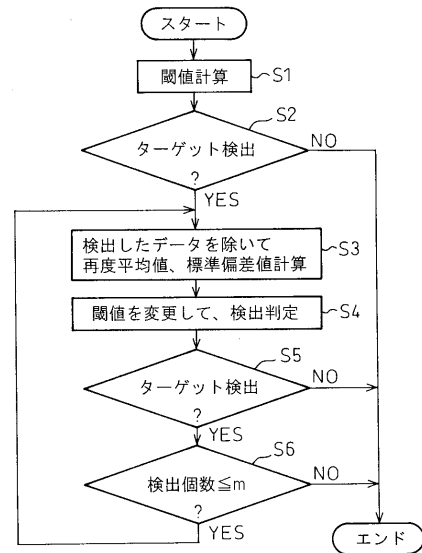 スタート
閾値計算
S1
S2
ターゲット検出
?
NO
YES
検出したデータを除いて
再度平均値、標準偏差値計算
S3
閾値を変更して、検出判定
S4
S5
ターゲット検出
?
NO
YES
S6
検出個数≦m
?
NO
YES
エンド